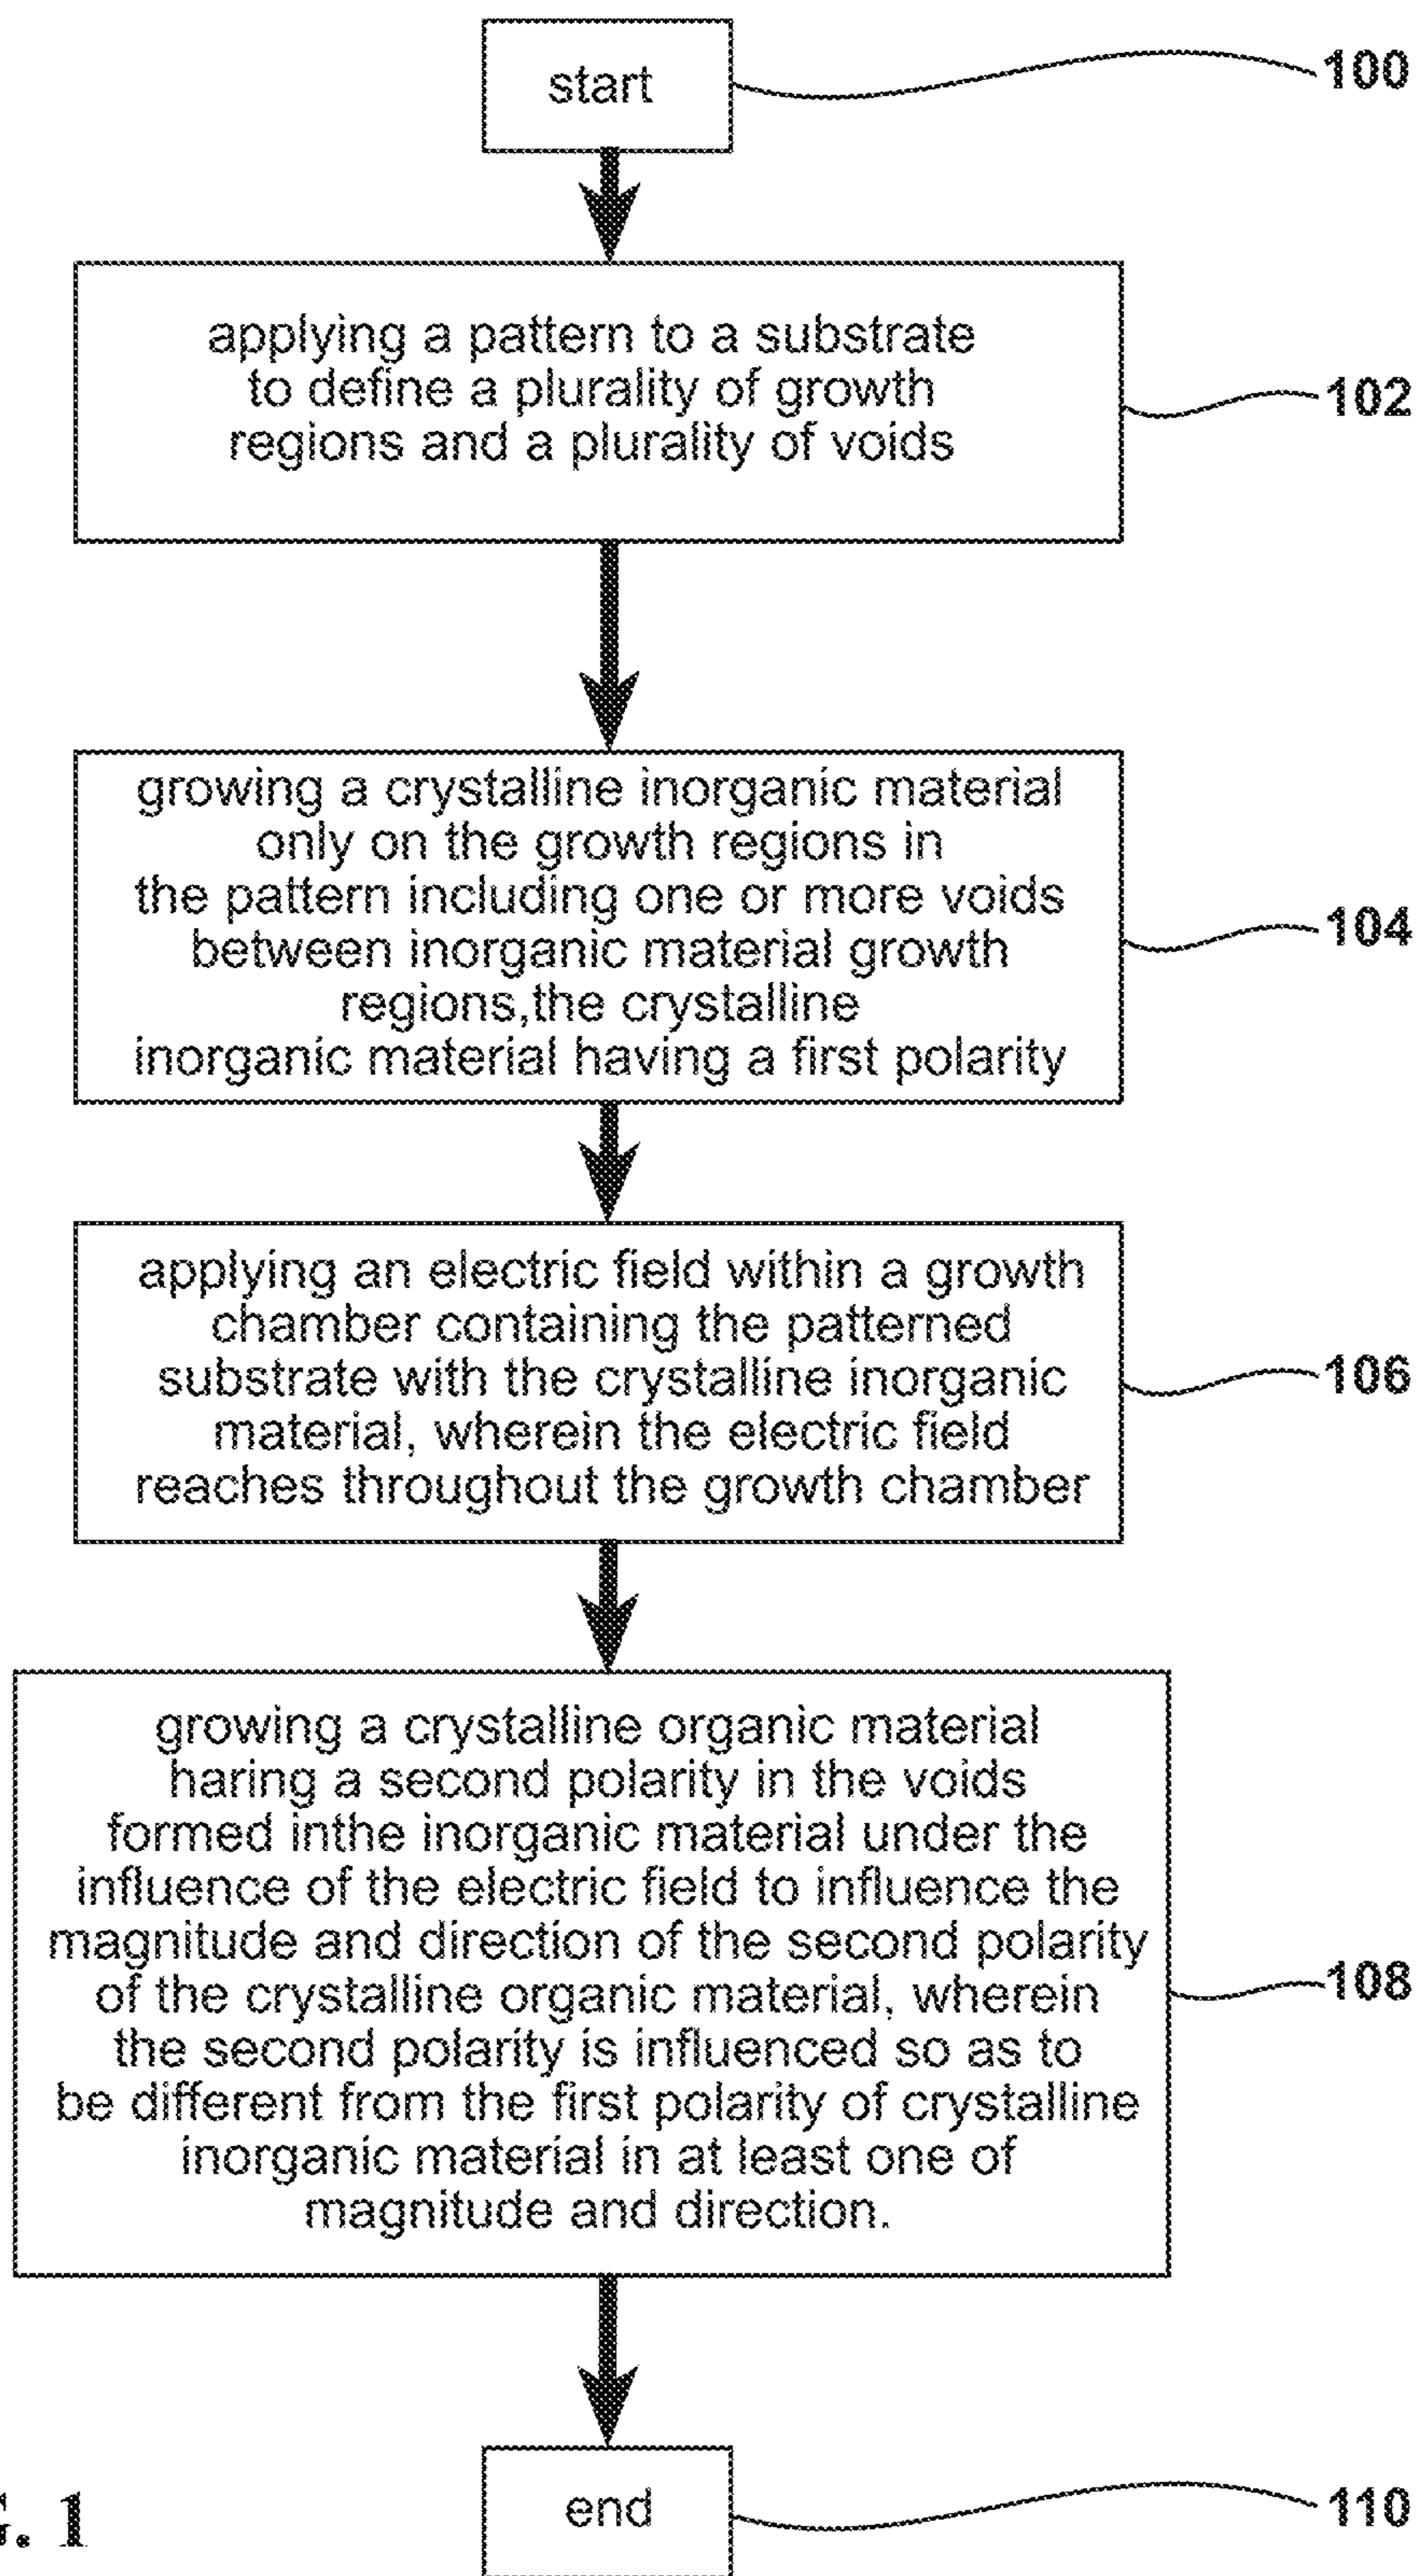 start
100
applying a pattern to a substrate
to define a plurality of growth
regions and a plurality of voids
102
growing a crystalline inorganic material
only on the growth regions in
the pattern including one or more voids
between inorganic material growth
regions,the crystalline
inorganic material having a first polarity
104
applying an electric field within a growth
chamber containing the patterned
substrate with the crystalline inorganic
material, wherein the electric field
reaches throughout the growth chamber
106
growing a crystalline organic material
haring a second polarity in the voids
formed inthe inorganic material under the
influence of the electric field to influence the
magnitude and direction of the second polarity
of the crystalline organic material, wherein
the second polarity is influenced so as to
be different from the first polarity of crystalline
inorganic material in at least one of
magnitude and direction.
108
end
110
G. 1